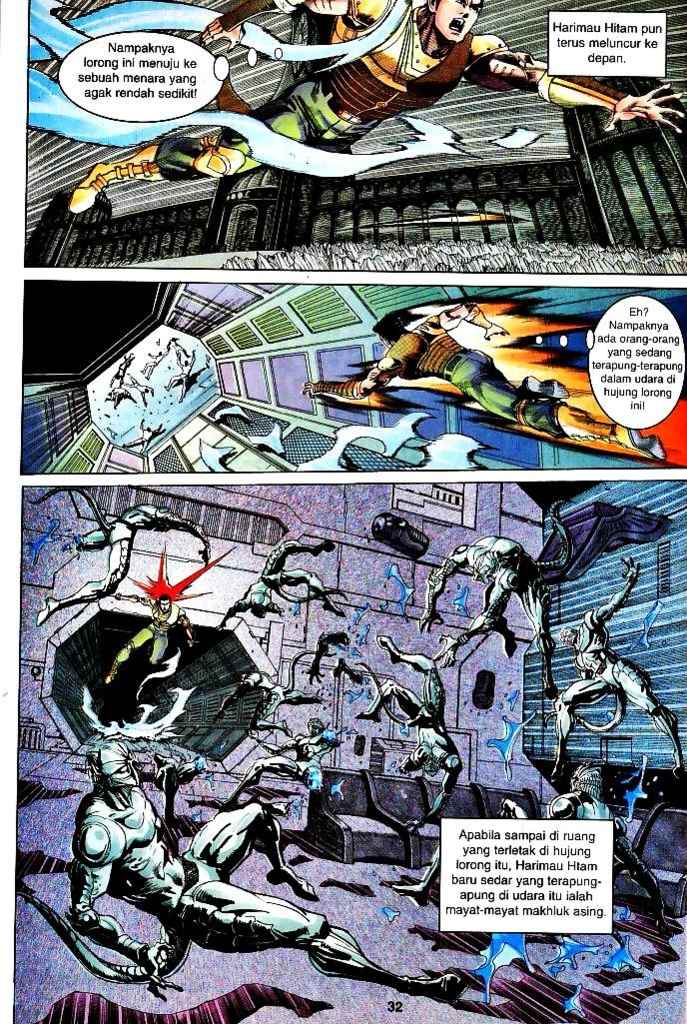 Nampaknya
lorong ini menuju ke
sebuah menara yang
agak rendah sedikit!
Harimau Hitam pun
terus meluncur ke
depan.
Eh?
Nampaknya
ada orang-orang
yang sedang
terapung-terapung
dalam udara di
hujung lorong
ini!
Apabila sampai di ruang
yang terletak di hujung
lorong itu, Harimau Htam
baru sedar yang terapung-
apung di udara itu ialah
mayat-mayat makhluk asing.
32